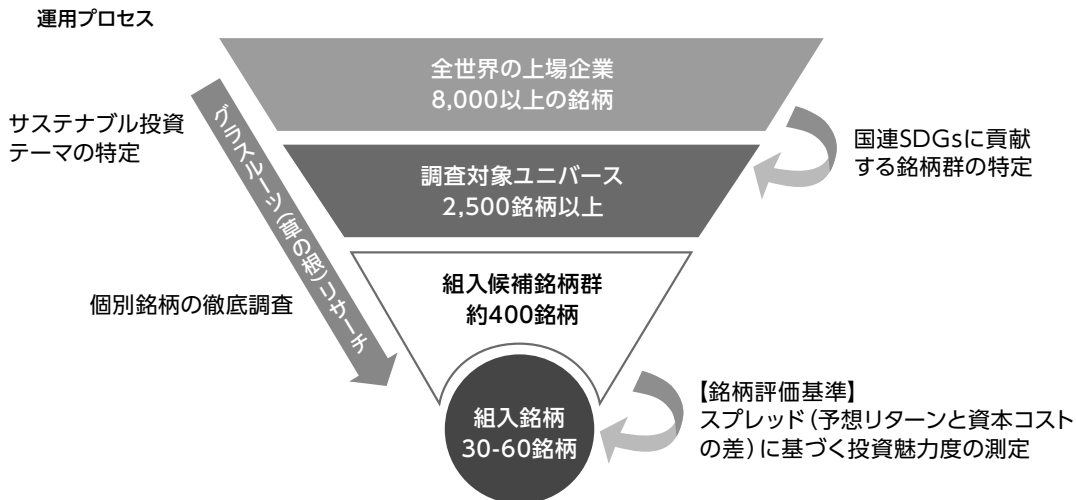 運用プロセス
全世界の上場企業
8,000以上の銘柄
サステナブル投資
テーマの特定
グラスルーツ(草の根)リサーチ
国連SDGsに貢献
する銘柄群の特定
調査対象ユニバース
2,500銘柄以上
組入候補銘柄群
約400銘柄
個別銘柄の徹底調査
組入銘柄
30-60銘柄
【銘柄評価基準】
スプレッド(予想リターンと資本コスト
の差)に基づく投資魅力度の測定